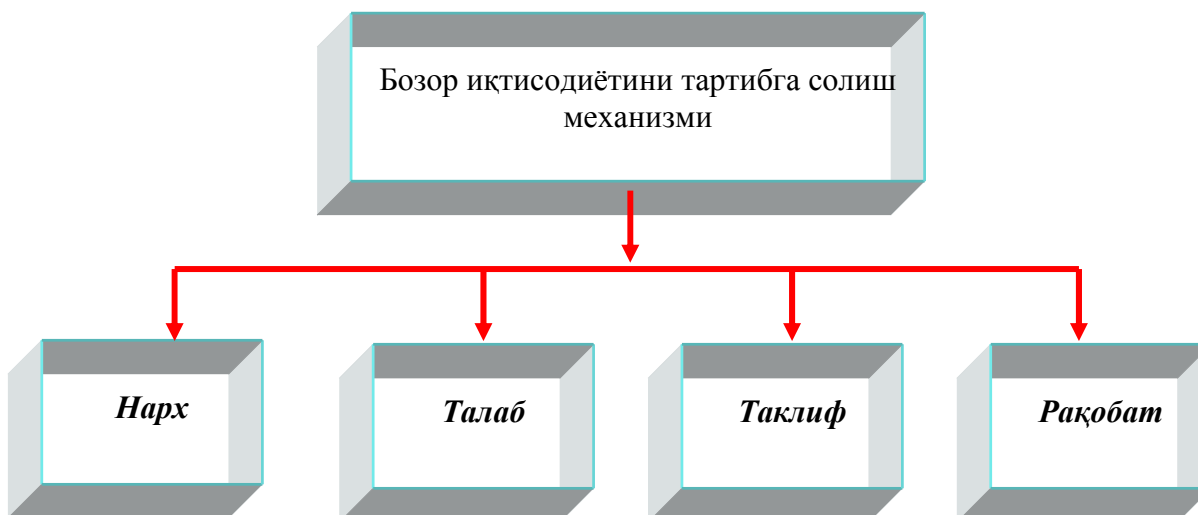 Бозор иқтисодиётини тартибга солиш
механизми
Нарх
Талаб
Таклиф
Рақобат